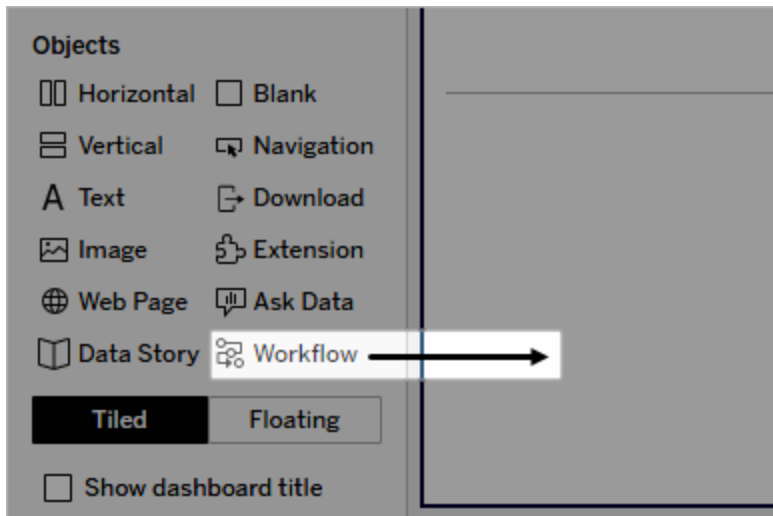 Objects
Horizontal Blank
Vertical Navigation
Text Download
Image Extension
Web Page Ask Data
Data Story Workflow
Tiled Floating
Show dashboard title